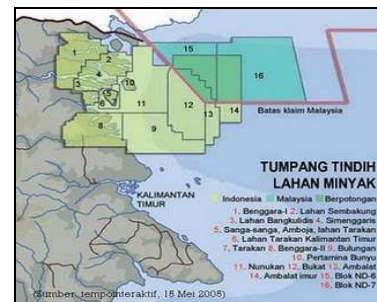 1
2
3
4
5
6
7
8
9
10
11
12
13
14
15
16
Batas klaim Malaysia
KALIMANTAN
TIMUR
TUMPANG TINDIH
LAHAN MINYAK
Indonesia Malaysia Berpotongan
1. Benggara-I 2. Lahan Sembakung
3. Lahan Bangkulidis 4. Simenggaris
5. Sanga-sanga, Amboja, lahan Tarakan
6. Lahan Tarakan Kalimantan Timur
7. Tarakan 8. Benggara-II 9. Bulungan
10. Pertamina Bunyu
11. Nunukan 12. Bukat 13. Ambalat
14. Ambalat imur 15. Blok ND-6
16. Blok ND-7
(Sumber: tempointeraktif, 15 Mei 2005)